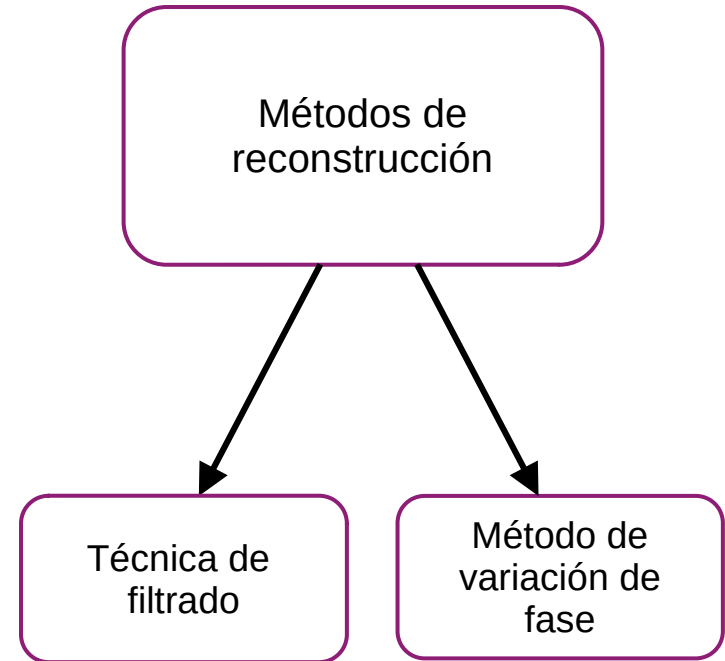 Métodos de
reconstrucción
Técnica de
filtrado
Método de
variación de
fase